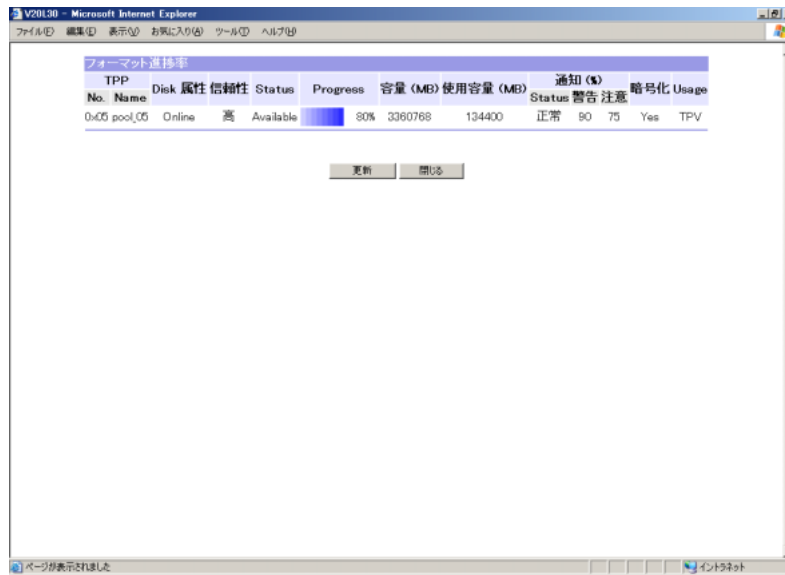 V20L30 - Microsoft Internet Explorer
ファイル(F) 編集(E) 表示(V) お気に入り(A) ツール(T) ヘルプ(H)
フォーマット進捗率
TPP Disk 属性 信頼性 Status Progress 容量 (MB) 使用容量 (MB) 通知 (%) 暗号化 Usage
No. Name Status 警告 注意
0x05 pool_05 Online 高 Available 80% 3360768 134400 正常 90 75 Yes TPV
更新 閉じる
ページが表示されました イントラネット